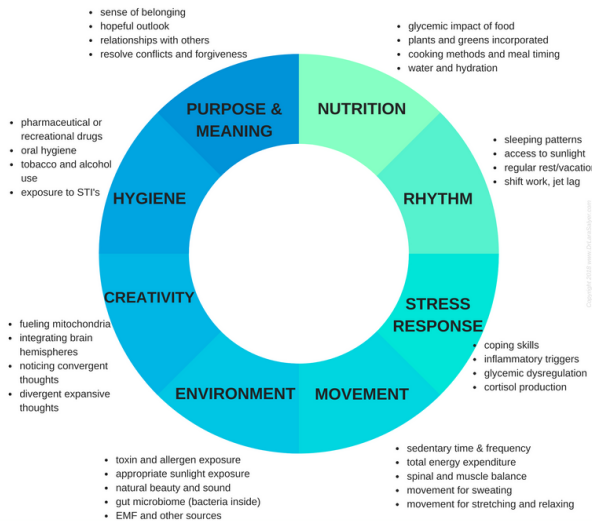 • sense of belonging
• hopeful outlook
• relationships with others
• resolve conflicts and forgiveness
• glycemic impact of food
• plants and greens incorporated
• cooking methods and meal timing
• water and hydration
PURPOSE &
MEANING
NUTRITION
• pharmaceutical or
recreational drugs
• oral hygiene
• tobacco and alcohol
use
• exposure to STI's
HYGIENE
RHYTHM
• sleeping patterns
• access to sunlight
• regular rest/vacation
• shift work, jet lag
CREATIVITY
STRESS
RESPONSE
• fueling mitochondria
• integrating brain
hemispheres
• noticing convergent
thoughts
• divergent expansive
thoughts
• coping skills
• inflammatory triggers
• glycemic dysregulation
• cortisol production
ENVIRONMENT
MOVEMENT
• toxin and allergen exposure
• appropriate sunlight exposure
• natural beauty and sound
• gut microbiome (bacteria inside)
• EMF and other sources
• sedentary time & frequency
• total energy expenditure
• spinal and muscle balance
• movement for sweating
• movement for stretching and relaxing